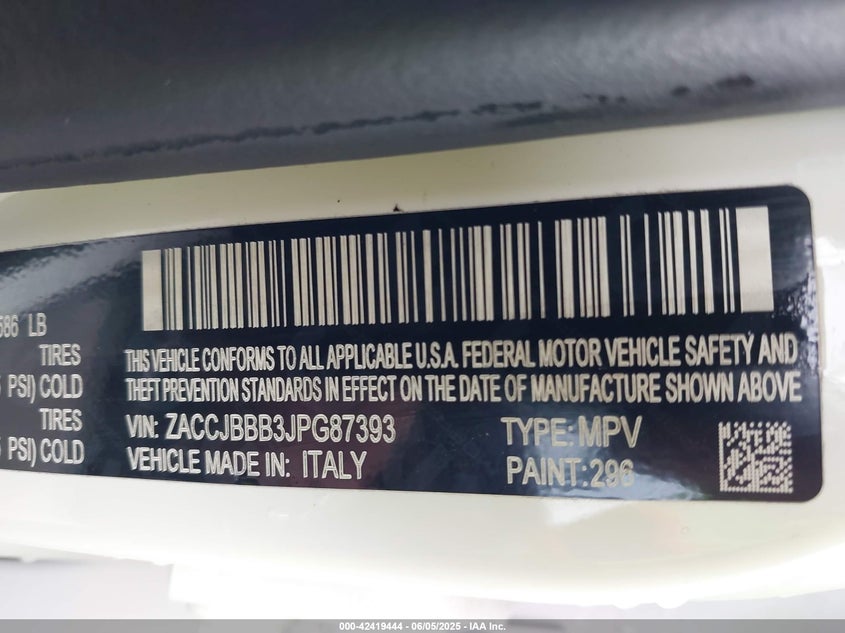 586 LB
TIRES
PSI) COLD
TIRES
PSI) COLD
THIS VEHICLE CONFORMS TO ALL APPLICABLE U.S.A. FEDERAL MOTOR VEHICLE SAFETY AND
THEFT PREVENTION STANDARDS IN EFFECT ON THE DATE OF MANUFACTURE SHOWN ABOVE
VIN: ZACCJBBB3JPG87393 TYPE: MPV
VEHICLE MADE IN: ITALY PAINT: 296
000-42419444 / 06/05/2025 - © IAA Inc.